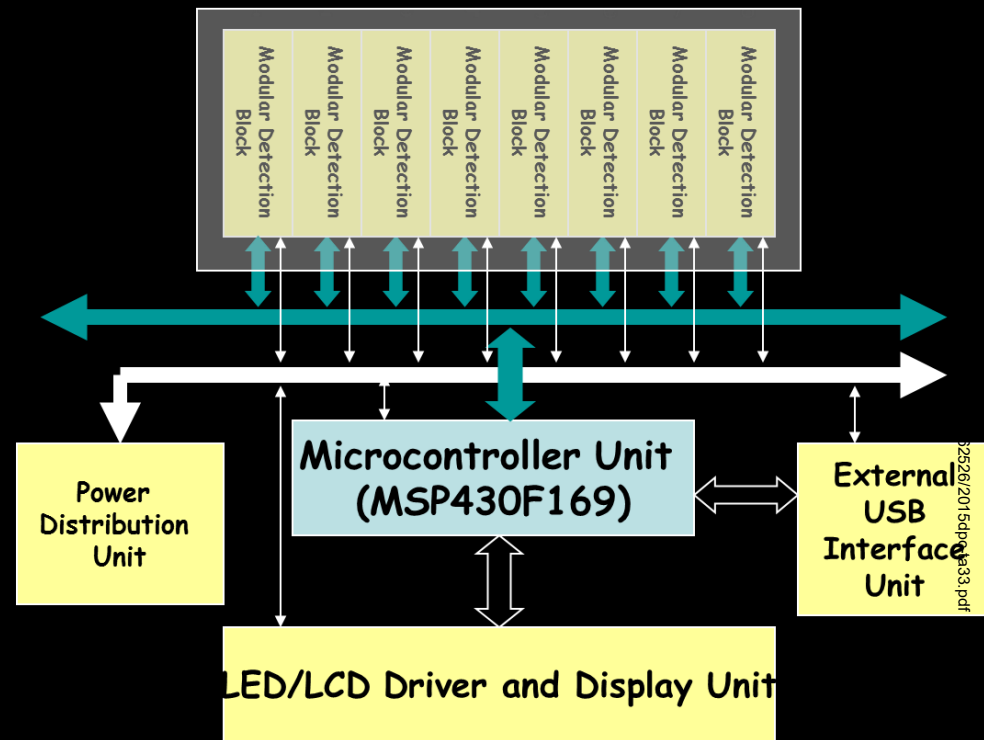 Modular Detection
Block
Modular Detection
Block
Modular Detection
Block
Modular Detection
Block
Modular Detection
Block
Modular Detection
Block
Modular Detection
Block
Modular Detection
Block
Microcontroller Unit
(MSP430F169)
Power
Distribution
Unit
External
USB
Interface
Unit
LED/LCD Driver and Display Unit